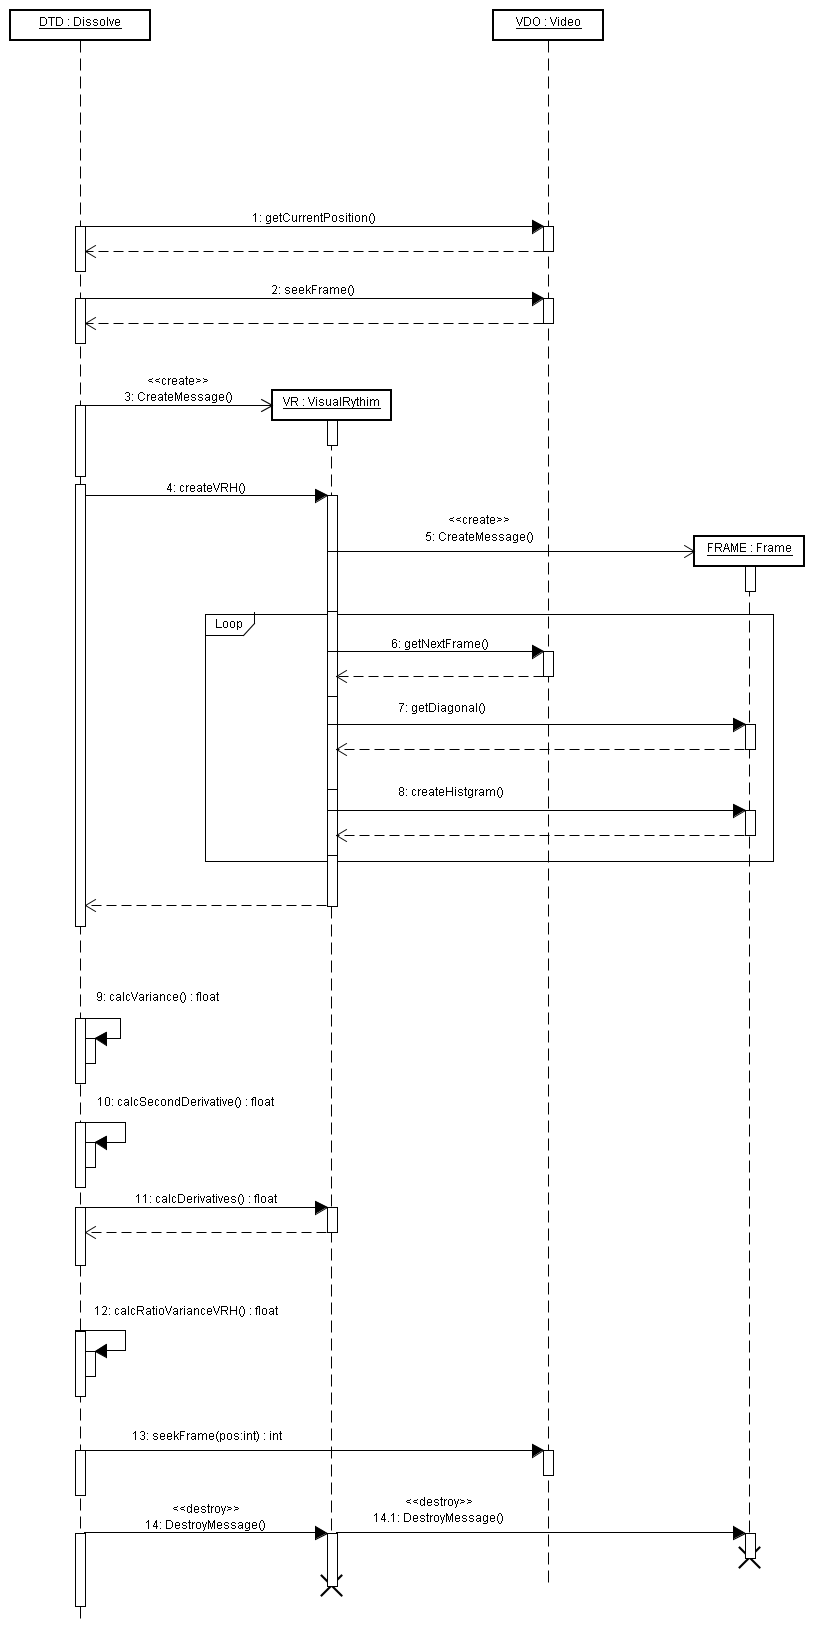 DTD : Dissolve
VDO : Video
1: getCurrentPosition()
2: seekFrame()
<<create>>
3: CreateMessage()
VR : VisualRythim
4: createVRH()
<<create>>
5: CreateMessage()
FRAME : Frame
Loop
6: getNextFrame()
7: getDiagonal()
8: createHistgram()
9: calcVariance() : float
10: calcSecondDerivative() : float
11: calcDerivatives() : float
12: calcRatioVarianceVRH() : float
13: seekFrame(pos:int) : int
<<destroy>>
14: DestroyMessage()
<<destroy>>
14.1: DestroyMessage()